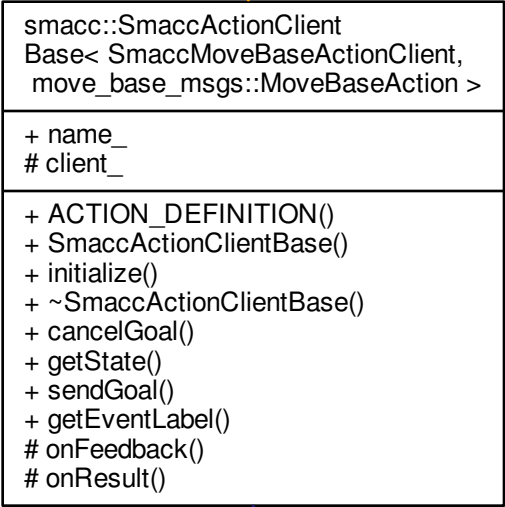 smacc::SmaccActionClient
Base< SmaccMoveBaseActionClient,
move_base_msgs::MoveBaseAction >
+ name_
# client_
+ ACTION_DEFINITION()
+ SmaccActionClientBase()
+ initialize()
+ ~SmaccActionClientBase()
+ cancelGoal()
+ getState()
+ sendGoal()
+ getEventLabel()
# onFeedback()
# onResult()